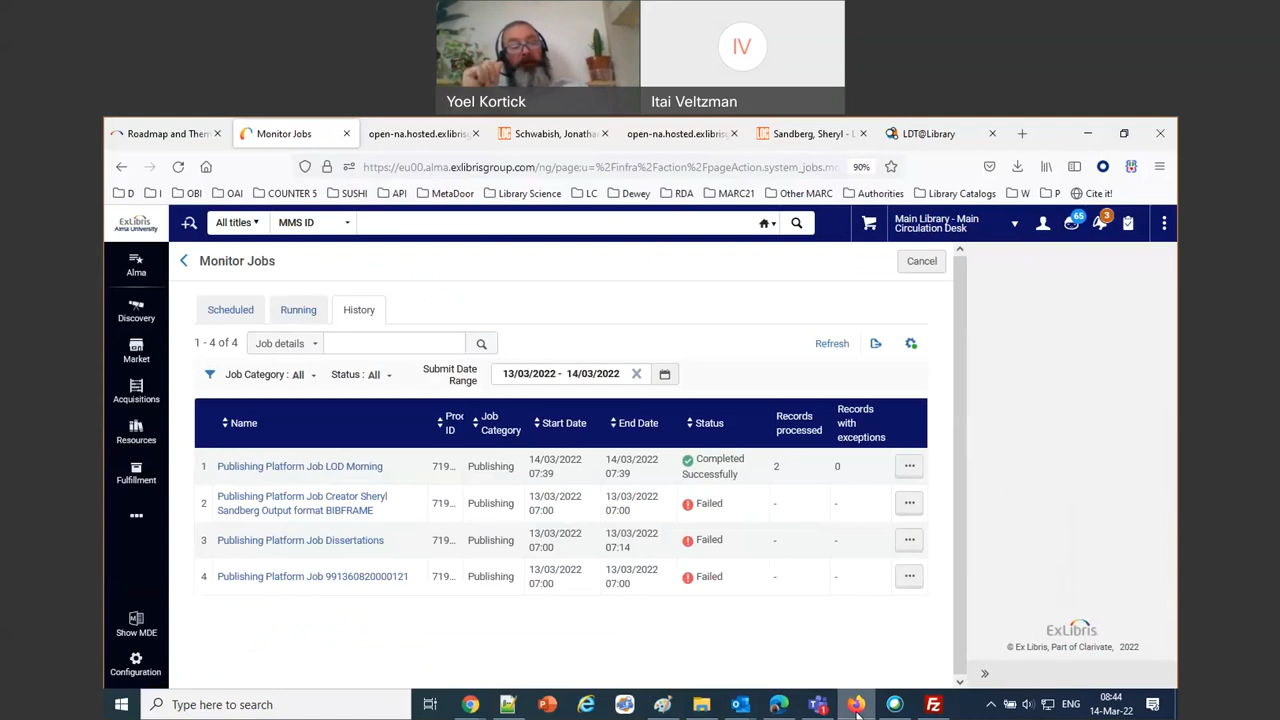 IV
Yoel Kortick
Itai Veltzman
Roadmap and Them
Monitor Jobs
open-na.hosted.exlibrisg
Schwabish, Jonathan
open-na.hosted.exlibrisg
Sandberg, Sheryl - L
LDT@Library
https://eu00.alma.exlibrisgroup.com/ng/page:u=%2Finfra%2Faction%2FpageAction.system_jobs.m
90%
D
I
OBI
OAI
COUNTER 5
SUSHI
API
MetaDoor
Library Science
LC
Dewey
RDA
MARC21
Other MARC
Authorities
Library Catalogs
W
P
Cite it!
ExLibris
Alma University
All titles
MMS ID
Main Library - Main
Circulation Desk
65
3
Alma
Discovery
Market
Acquisitions
Resources
Fulfillment
Show MDE
Configuration
Monitor Jobs
Cancel
Scheduled
Running
History
1 - 4 of 4
Job details
Refresh
Job Category : All
Status : All
Submit Date
Range
13/03/2022 - 14/03/2022
Name
Proc
ID
Job
Category
Start Date
End Date
Status
Records
processed
Records
with
exceptions
1 Publishing Platform Job LOD Morning 719... Publishing 14/03/2022 07:39 14/03/2022 07:39 Completed Successfully 2 0
2 Publishing Platform Job Creator Sheryl Sandberg Output format BIBFRAME 719... Publishing 13/03/2022 07:00 13/03/2022 07:00 Failed - -
3 Publishing Platform Job Dissertations 719... Publishing 13/03/2022 07:00 13/03/2022 07:14 Failed - -
4 Publishing Platform Job 991360820000121 719... Publishing 13/03/2022 07:00 13/03/2022 07:00 Failed - -
ExLibris
© Ex Libris, Part of Clarivate, 2022
Type here to search
ENG
08:44
14-Mar-22